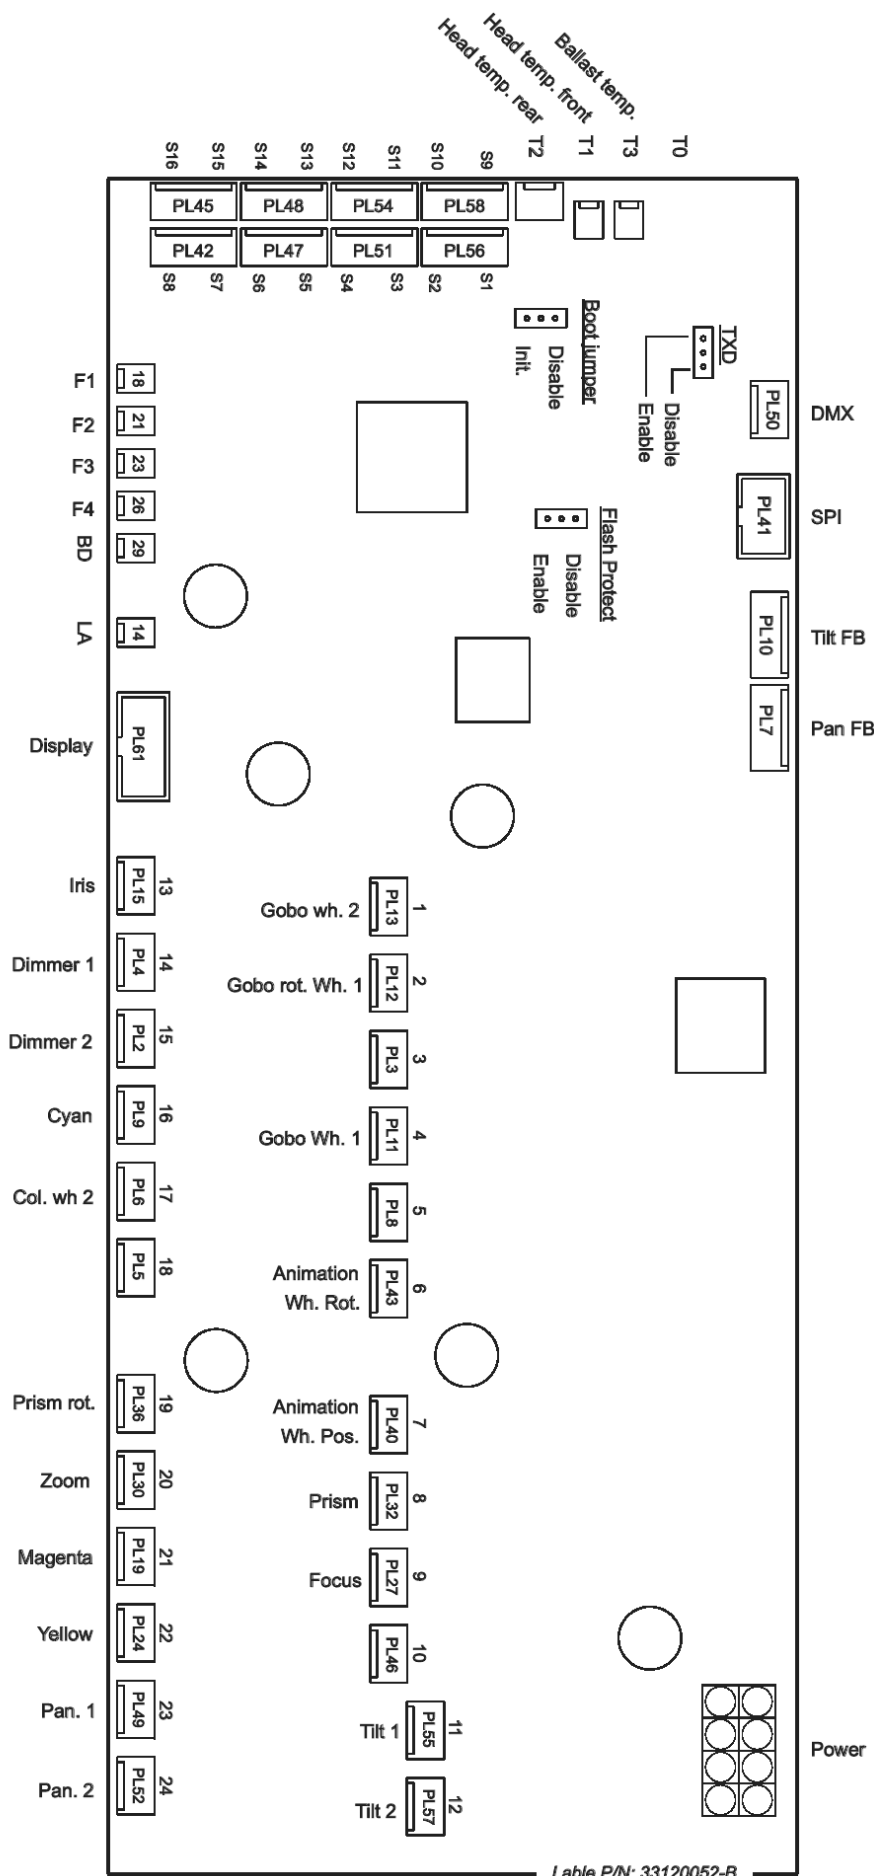 Head temp. rear
Head temp. front
Ballast temp.
T2
T1
T3
T0
S16
S15
S14
S13
S12
S11
S10
S9
PL45
PL48
PL54
PL58
PL42
PL47
PL51
PL56
S8
S7
S6
S5
S4
S3
S2
S1
Boot jumper
Disable
Init.
TXD
Disable
Enable
F1
18
F2
21
F3
23
F4
26
BD
29
LA
14
PL50
DMX
PL41
SPI
Flash Protect
Disable
Enable
PL10
Tilt FB
PL7
Pan FB
Display
PL61
Iris
PL15
13
Dimmer 1
PL4
14
Dimmer 2
PL2
15
Cyan
PL9
16
Col. wh 2
PL6
17
PL5
18
Prism rot.
PL36
19
Zoom
PL30
20
Magenta
PL19
21
Yellow
PL24
22
Pan. 1
PL49
23
Pan. 2
PL52
24
Gobo wh. 2
PL13
1
Gobo rot. Wh. 1
PL12
2
PL3
3
Gobo Wh. 1
PL11
4
PL8
5
Animation
Wh. Rot.
PL43
6
Animation
Wh. Pos.
PL40
7
Prism
PL32
8
Focus
PL27
9
PL46
10
Tilt 1
PL55
11
Tilt 2
PL57
12
Power
Lable P/N: 33120052-B